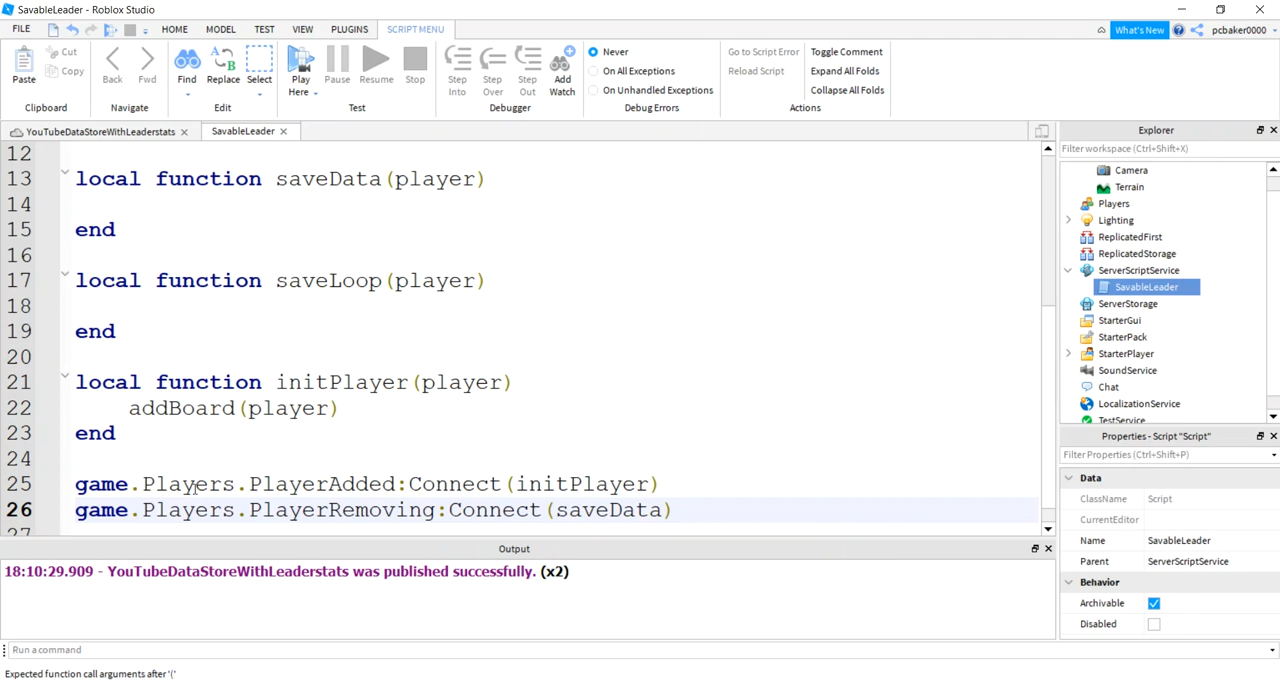 SavableLeader - Roblox Studio
FILE HOME MODEL TEST VIEW PLUGINS SCRIPT MENU What's New pcbaker0000
Paste Cut Copy Back Fwd Find Replace Select Play Here Pause Resume Stop Step Into Step Over Step Out Add Watch
Never
On All Exceptions
On Unhandled Exceptions
Go to Script Error
Reload Script
Toggle Comment
Expand All Folds
Collapse All Folds
Clipboard Navigate Edit Test Debugger Debug Errors Actions
YouTubeDataStoreWithLeaderstats SavableLeader
12
13 local function saveData(player)
14
15 end
16
17 local function saveLoop(player)
18
19 end
20
21 local function initPlayer(player)
22 addBoard(player)
23 end
24
25 game.Players.PlayerAdded:Connect(initPlayer)
26 game.Players.PlayerRemoving:Connect(saveData)
27
Output
18:10:29.909 - YouTubeDataStoreWithLeaderstats was published successfully. (x2)
Run a command
Expected function call arguments after '('
Explorer
Filter workspace (Ctrl+Shift+X)
Camera
Terrain
Players
Lighting
ReplicatedFirst
ReplicatedStorage
ServerScriptService
SavableLeader
ServerStorage
StarterGui
StarterPack
StarterPlayer
SoundService
Chat
LocalizationService
TestService
Properties - Script "Script"
Filter Properties (Ctrl+Shift+P)
Data
ClassName Script
CurrentEditor
Name SavableLeader
Parent ServerScriptService
Behavior
Archivable
Disabled